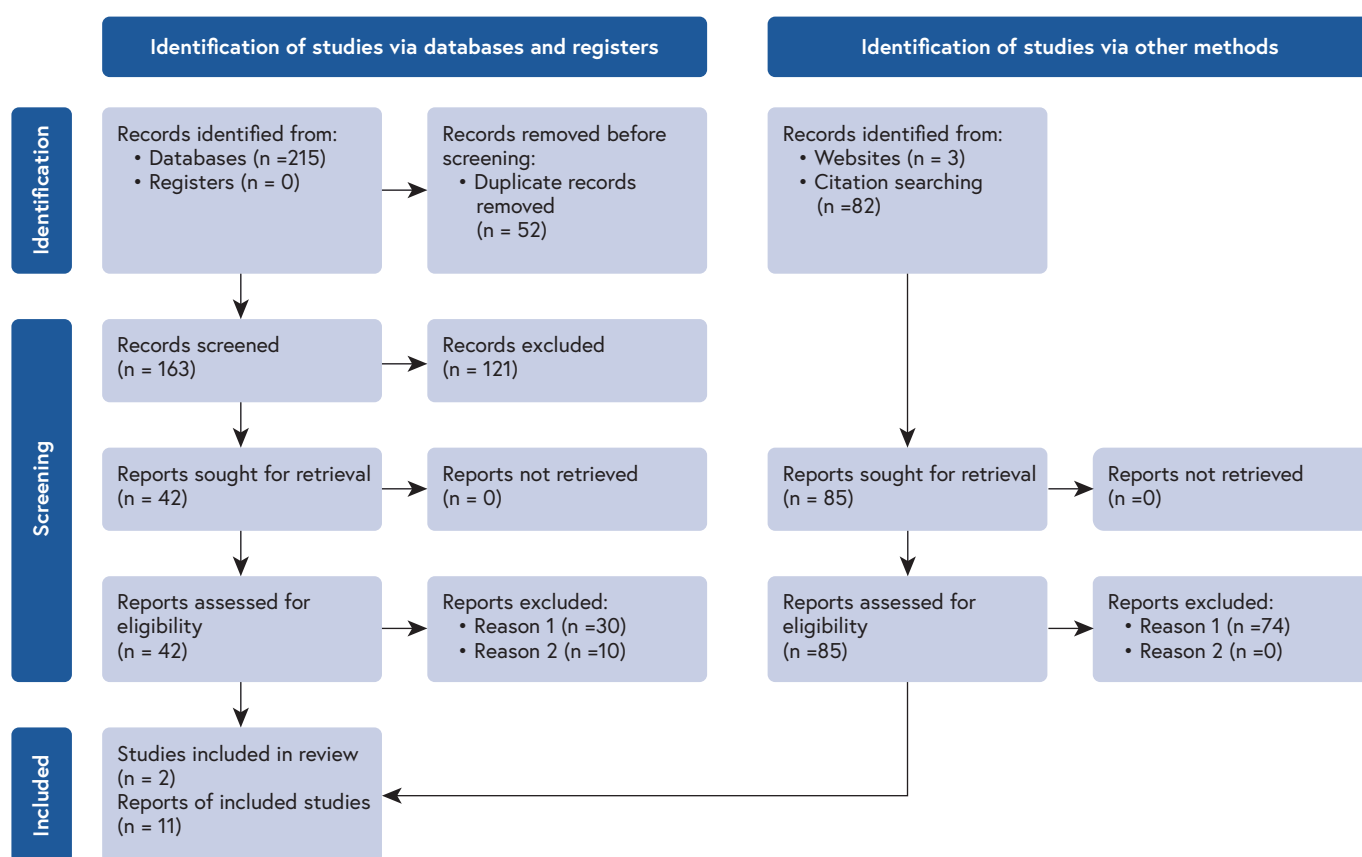 Identification of studies via databases and registers
Identification of studies via other methods
Identification
Records identified from:
• Databases (n =215)
• Registers (n = 0)
Records removed before
screening:
• Duplicate records
removed
(n = 52)
Records identified from:
• Websites (n = 3)
• Citation searching
(n =82)
Screening
Records screened
(n = 163)
Records excluded
(n = 121)
Reports sought for retrieval
(n = 42)
Reports not retrieved
(n = 0)
Reports sought for retrieval
(n = 85)
Reports not retrieved
(n =0)
Reports assessed for
eligibility
(n = 42)
Reports excluded:
• Reason 1 (n =30)
• Reason 2 (n =10)
Reports assessed for
eligibility
(n =85)
Reports excluded:
• Reason 1 (n =74)
• Reason 2 (n =0)
Included
Studies included in review
(n = 2)
Reports of included studies
(n = 11)